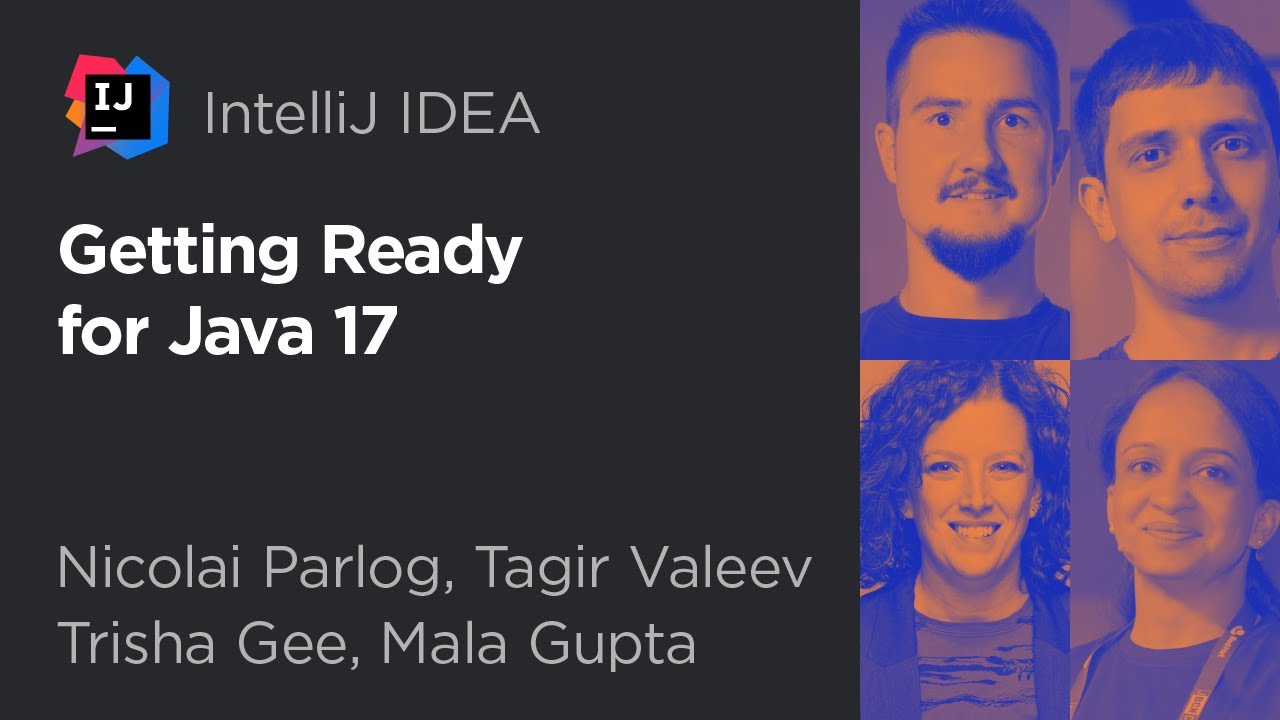 IJ
IntelliJ IDEA
Getting Ready
for Java 17
Nicolai Parlog, Tagir Valeev
Trisha Gee, Mala Gupta